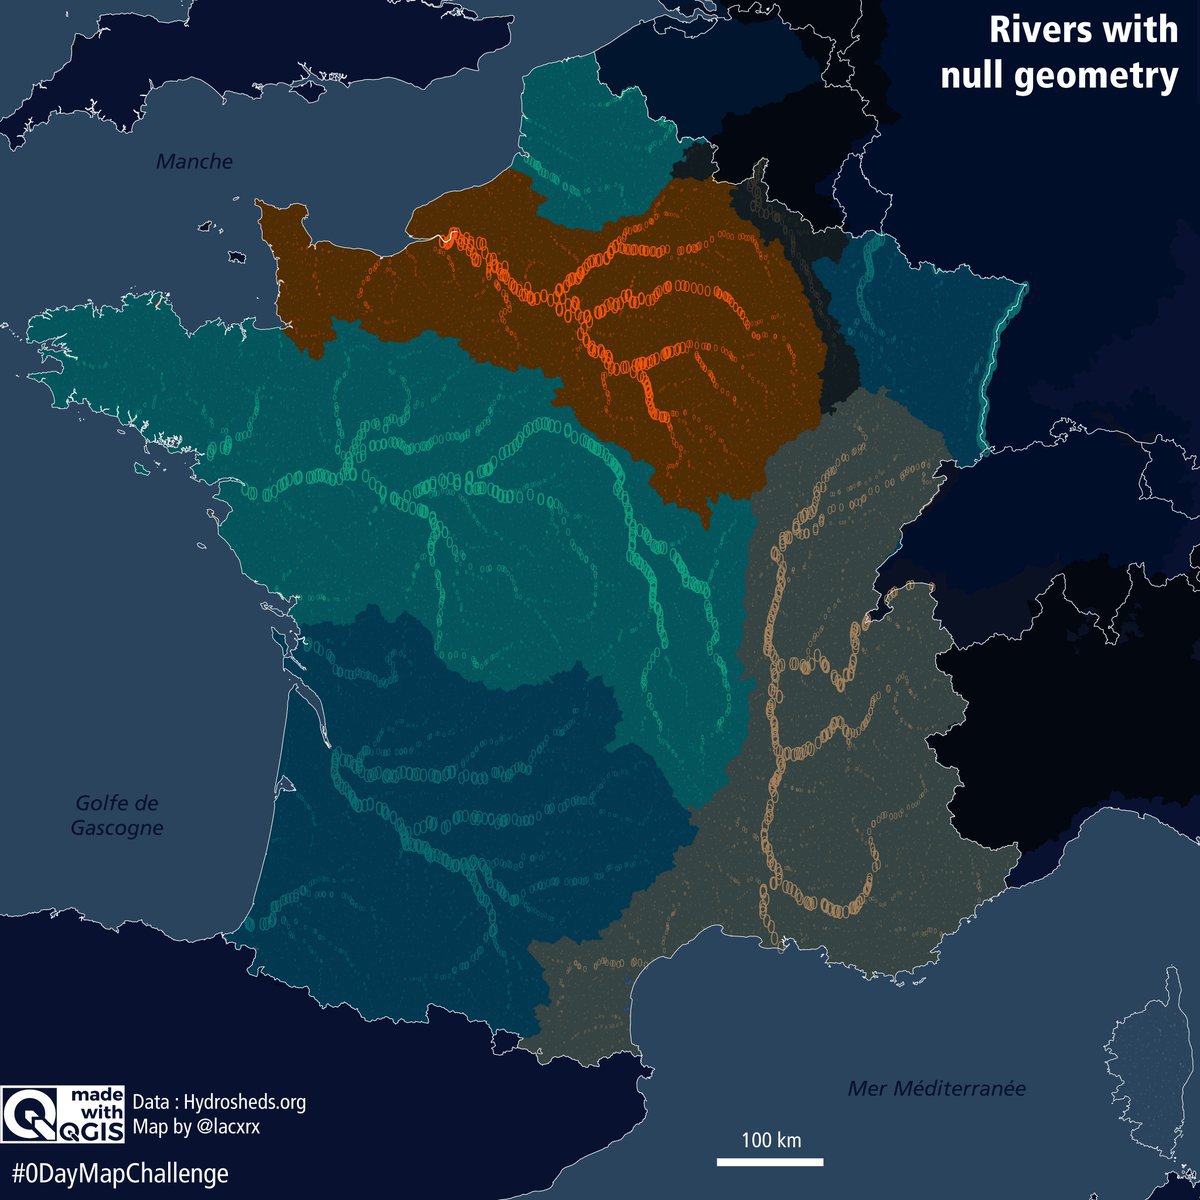 Rivers with
null geometry
Manche
Golfe de
Gascogne
Mer Méditerranée
made
with
QGIS
Data : Hydrosheds.org
Map by @lacxrx
100 km
#0DayMapChallenge